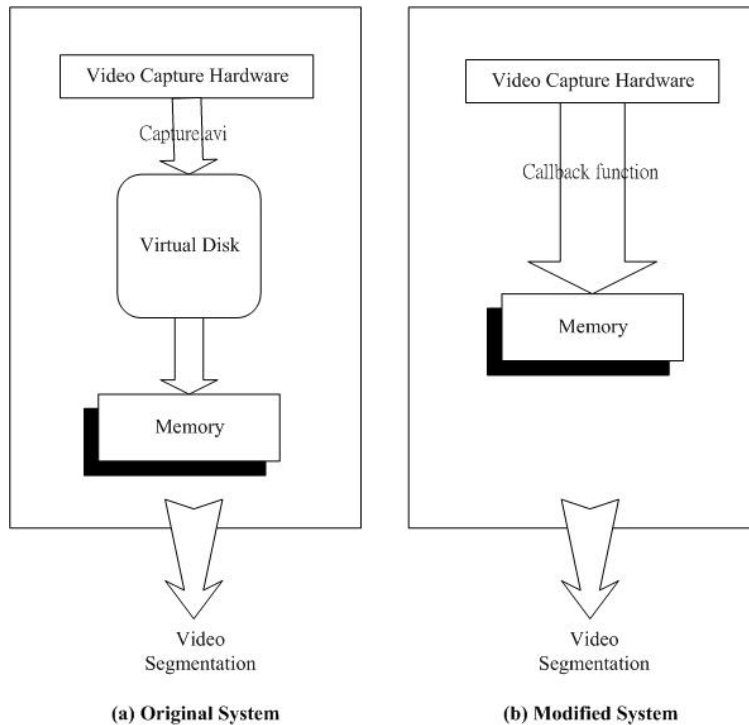 Video Capture Hardware
Capture.avi
Virtual Disk
Memory
Video
Segmentation
(a) Original System
Video Capture Hardware
Callback function
Memory
Video
Segmentation
(b) Modified System